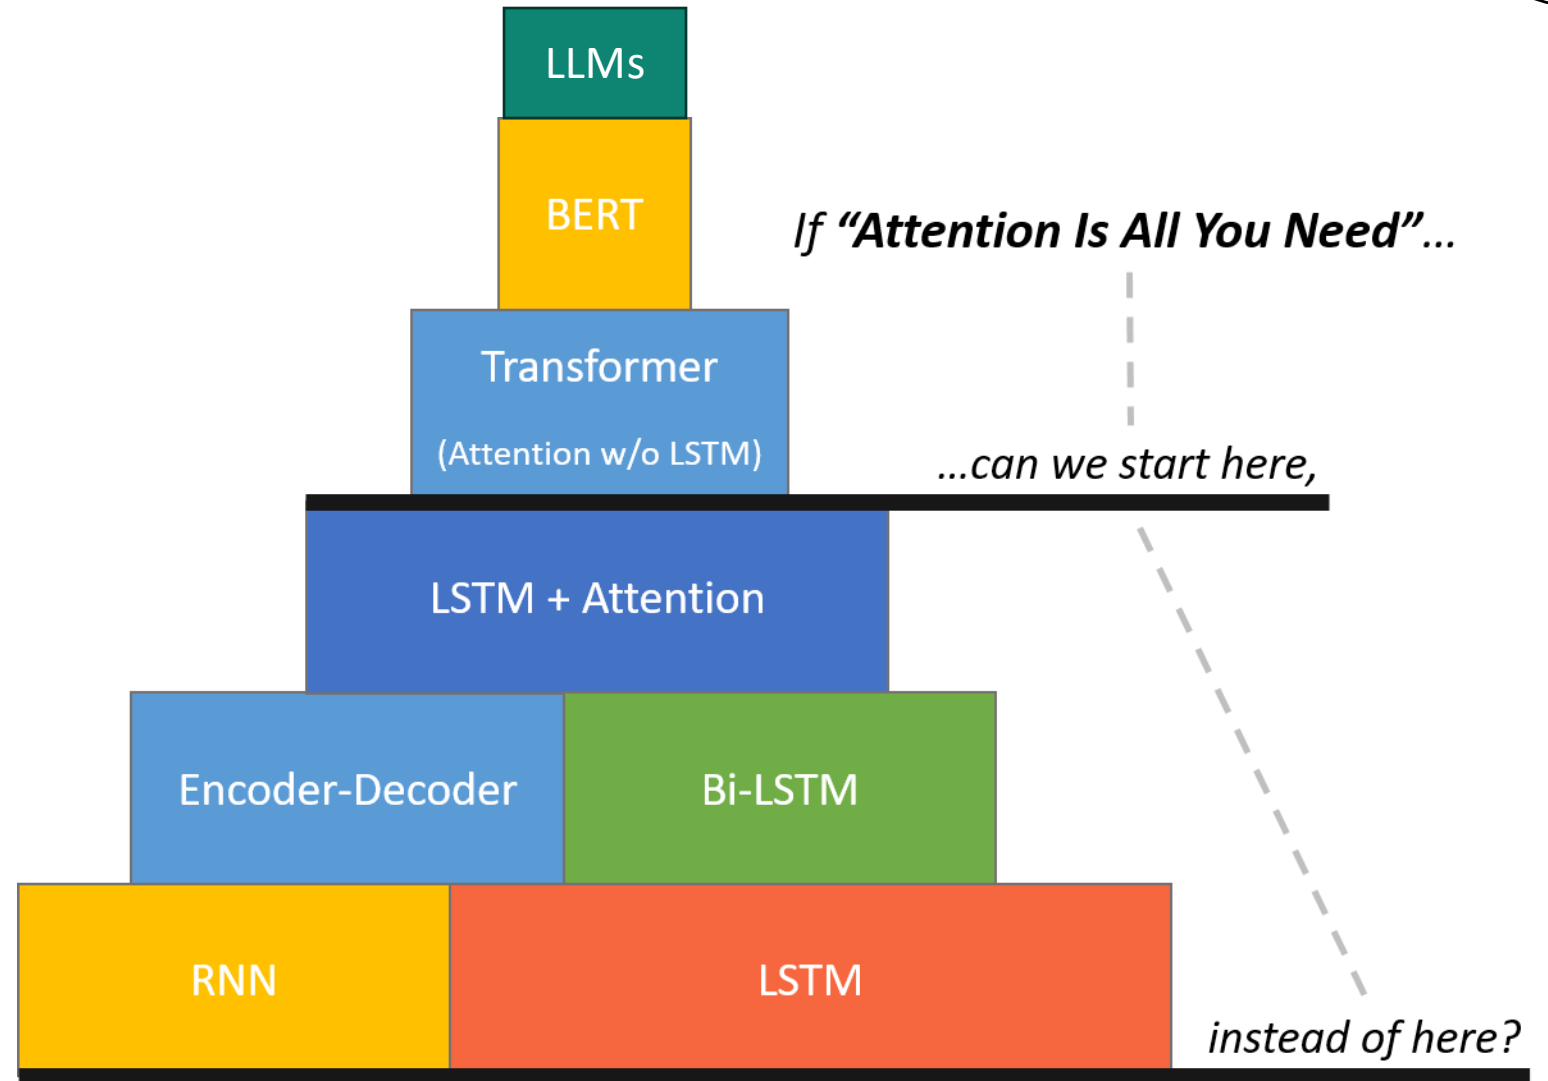 LLMs
BERT
If “Attention Is All You Need”...
Transformer
(Attention w/o LSTM)
...can we start here,
LSTM + Attention
Encoder-Decoder
Bi-LSTM
RNN
LSTM
instead of here?